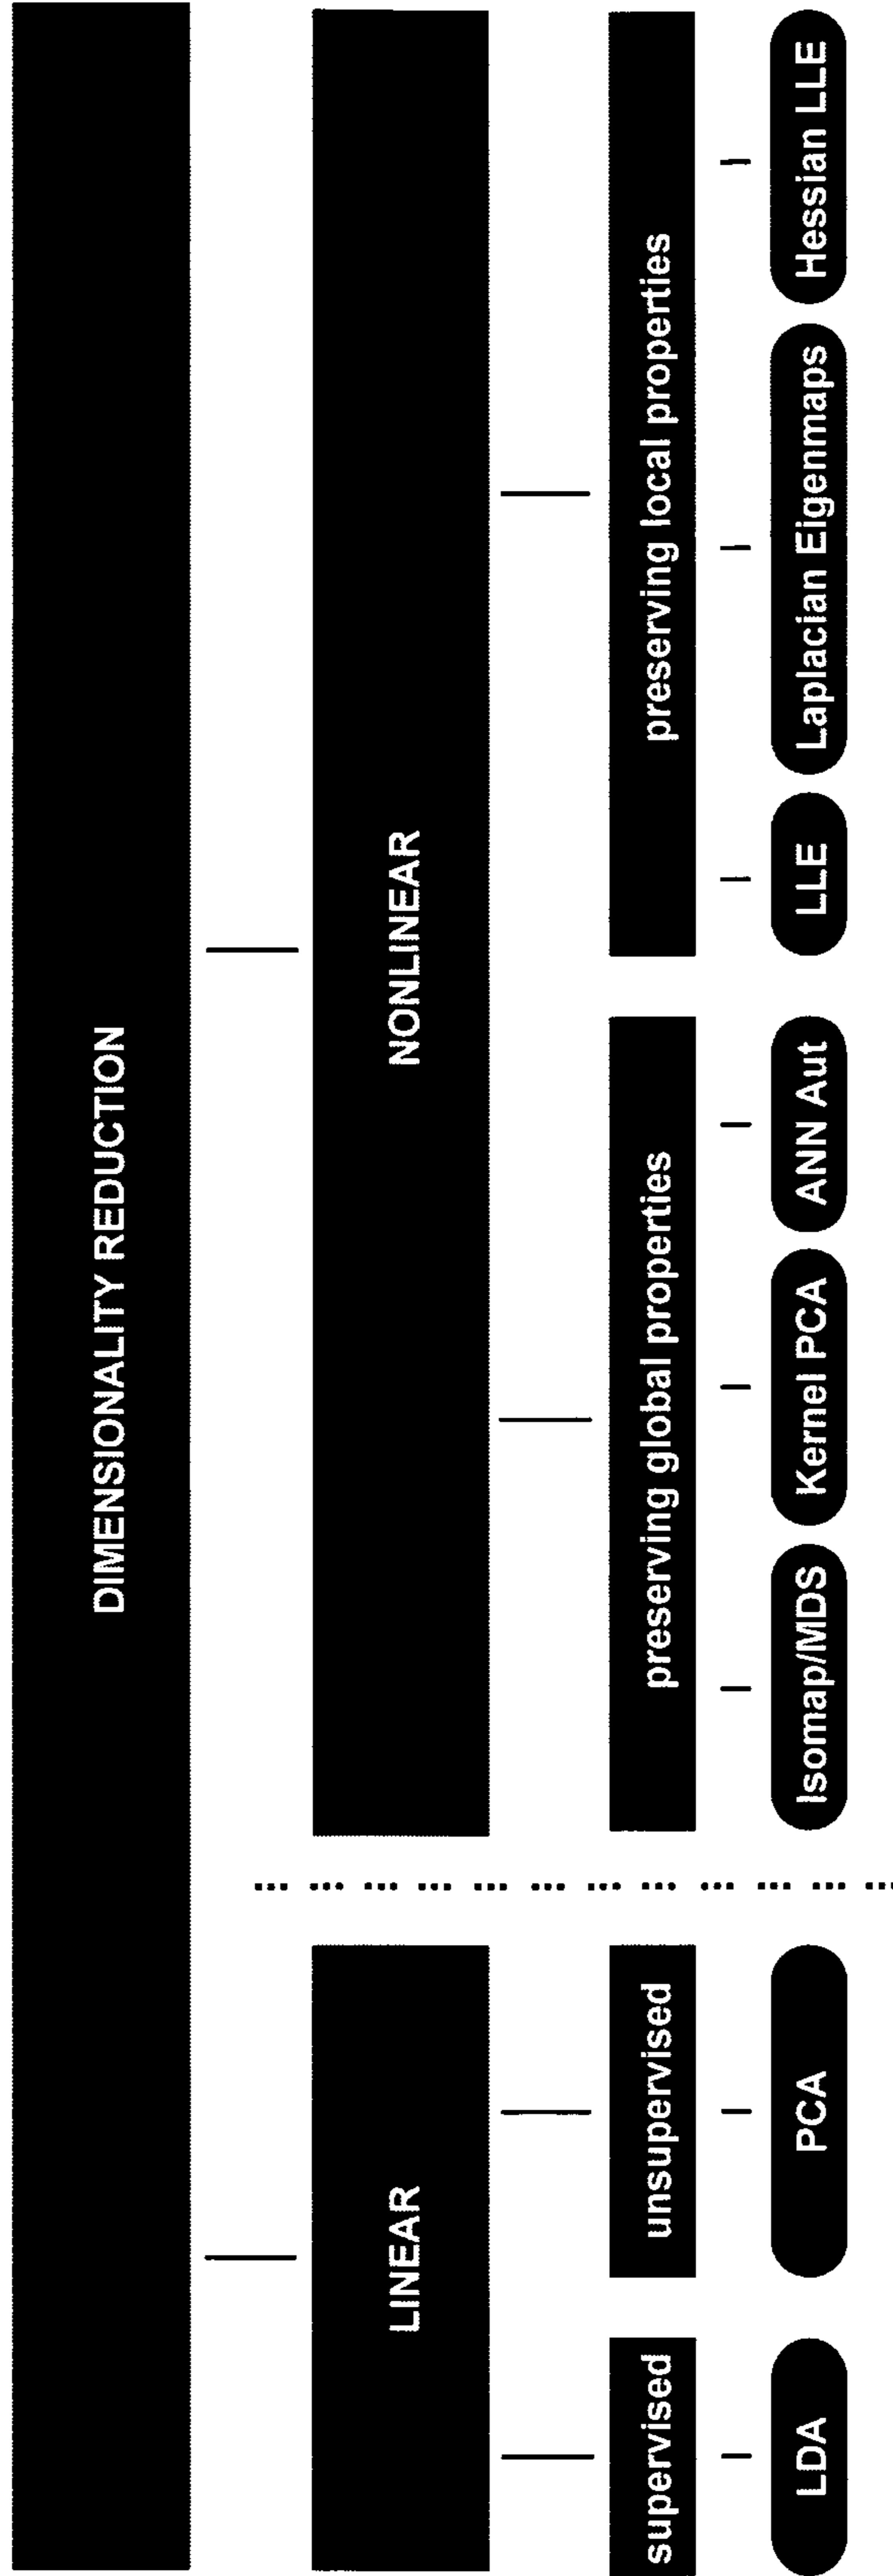 DIMENSIONALITY REDUCTION
LINEAR
NONLINEAR
supervised
unsupervised
preserving global properties
preserving local properties
LDA
PCA
Isomap/MDS
Kernel PCA
ANN Aut
LLE
Laplacian Eigenmaps
Hessian LLE